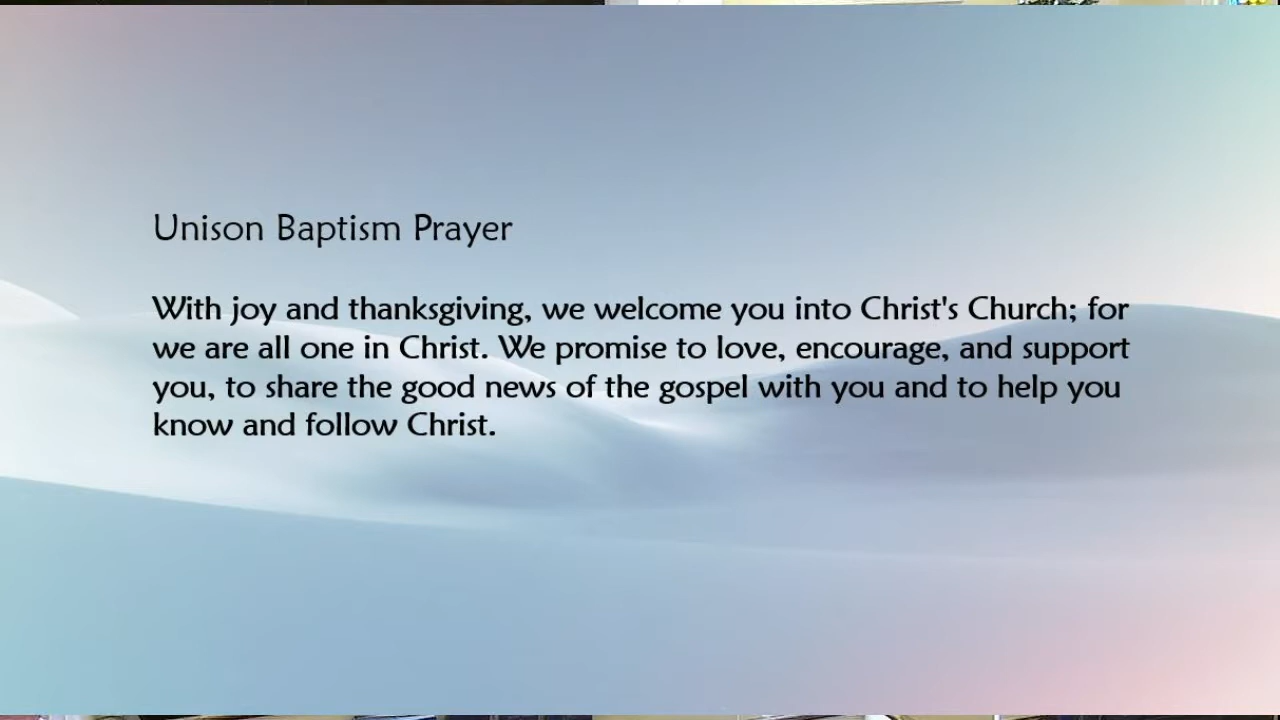 Unison Baptism Prayer
With joy and thanksgiving, we welcome you into Christ's Church; for
we are all one in Christ. We promise to love, encourage, and support
you, to share the good news of the gospel with you and to help you
know and follow Christ.